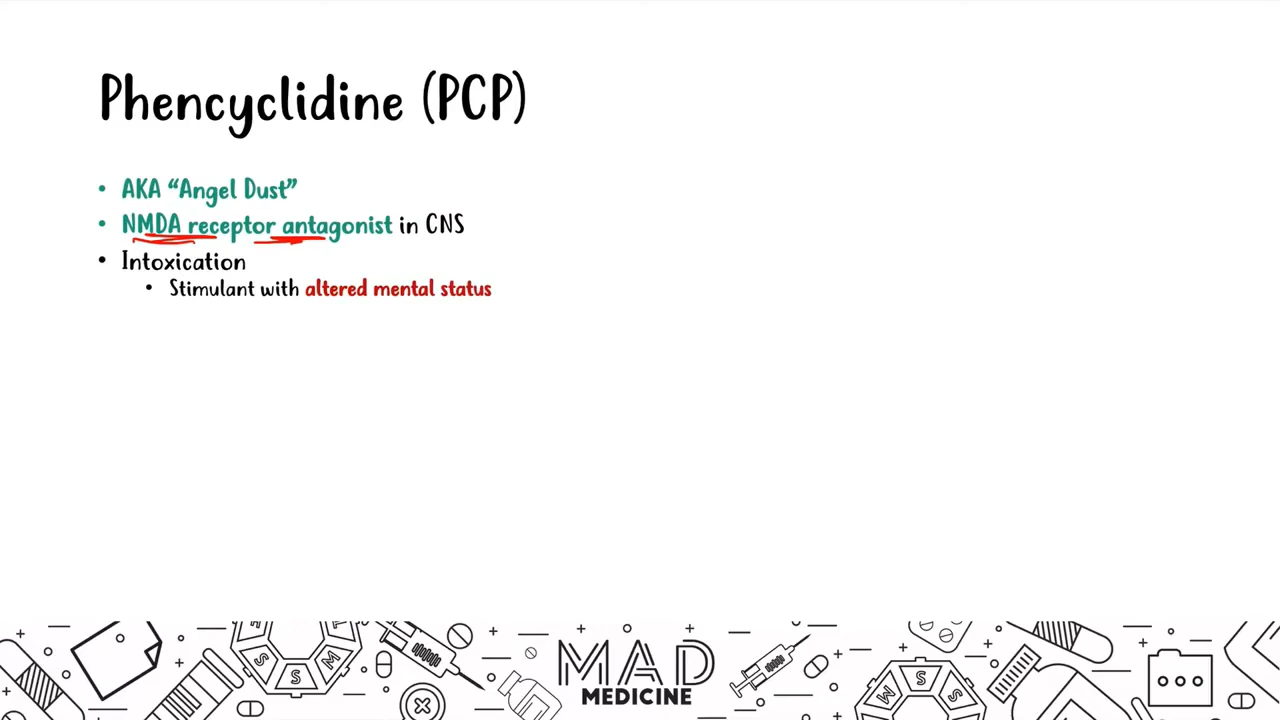 Phencyclidine (PCP)
• AKA “Angel Dust”
• NMDA receptor antagonist in CNS
• Intoxication
• Stimulant with altered mental status
S S M
M S S
MAD
MEDICINE